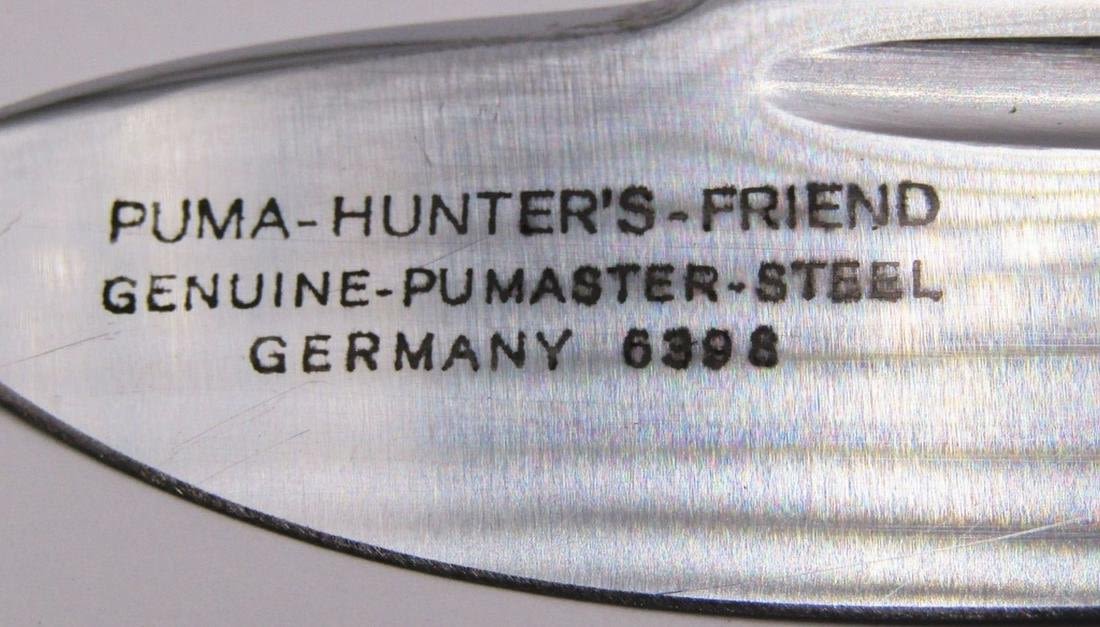 PUMA-HUNTER'S-FRIEND
GENUINE-PUMASTER-STEEL
GERMANY 6398